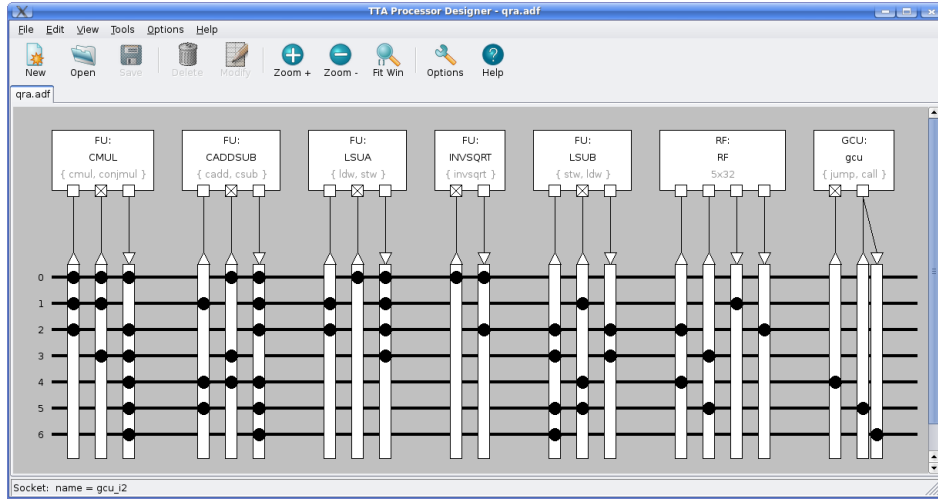 TTA Processor Designer - qra.adf
File Edit View Tools Options Help
New Open Save Delete Modify Zoom + Zoom - Fit Win Options Help
qra.adf
FU: FU: FU: FU: FU: RF: GCU:
CMUL CADDSUB LSUA INVSQRT LSUB RF gcu
{ cmul, conjmul } { cadd, csub } { ldw, stw } { invsqrt } { stw, ldw } 5x32 { jump, call }
0
1
2
3
4
5
6
Socket: name = gcu_i2